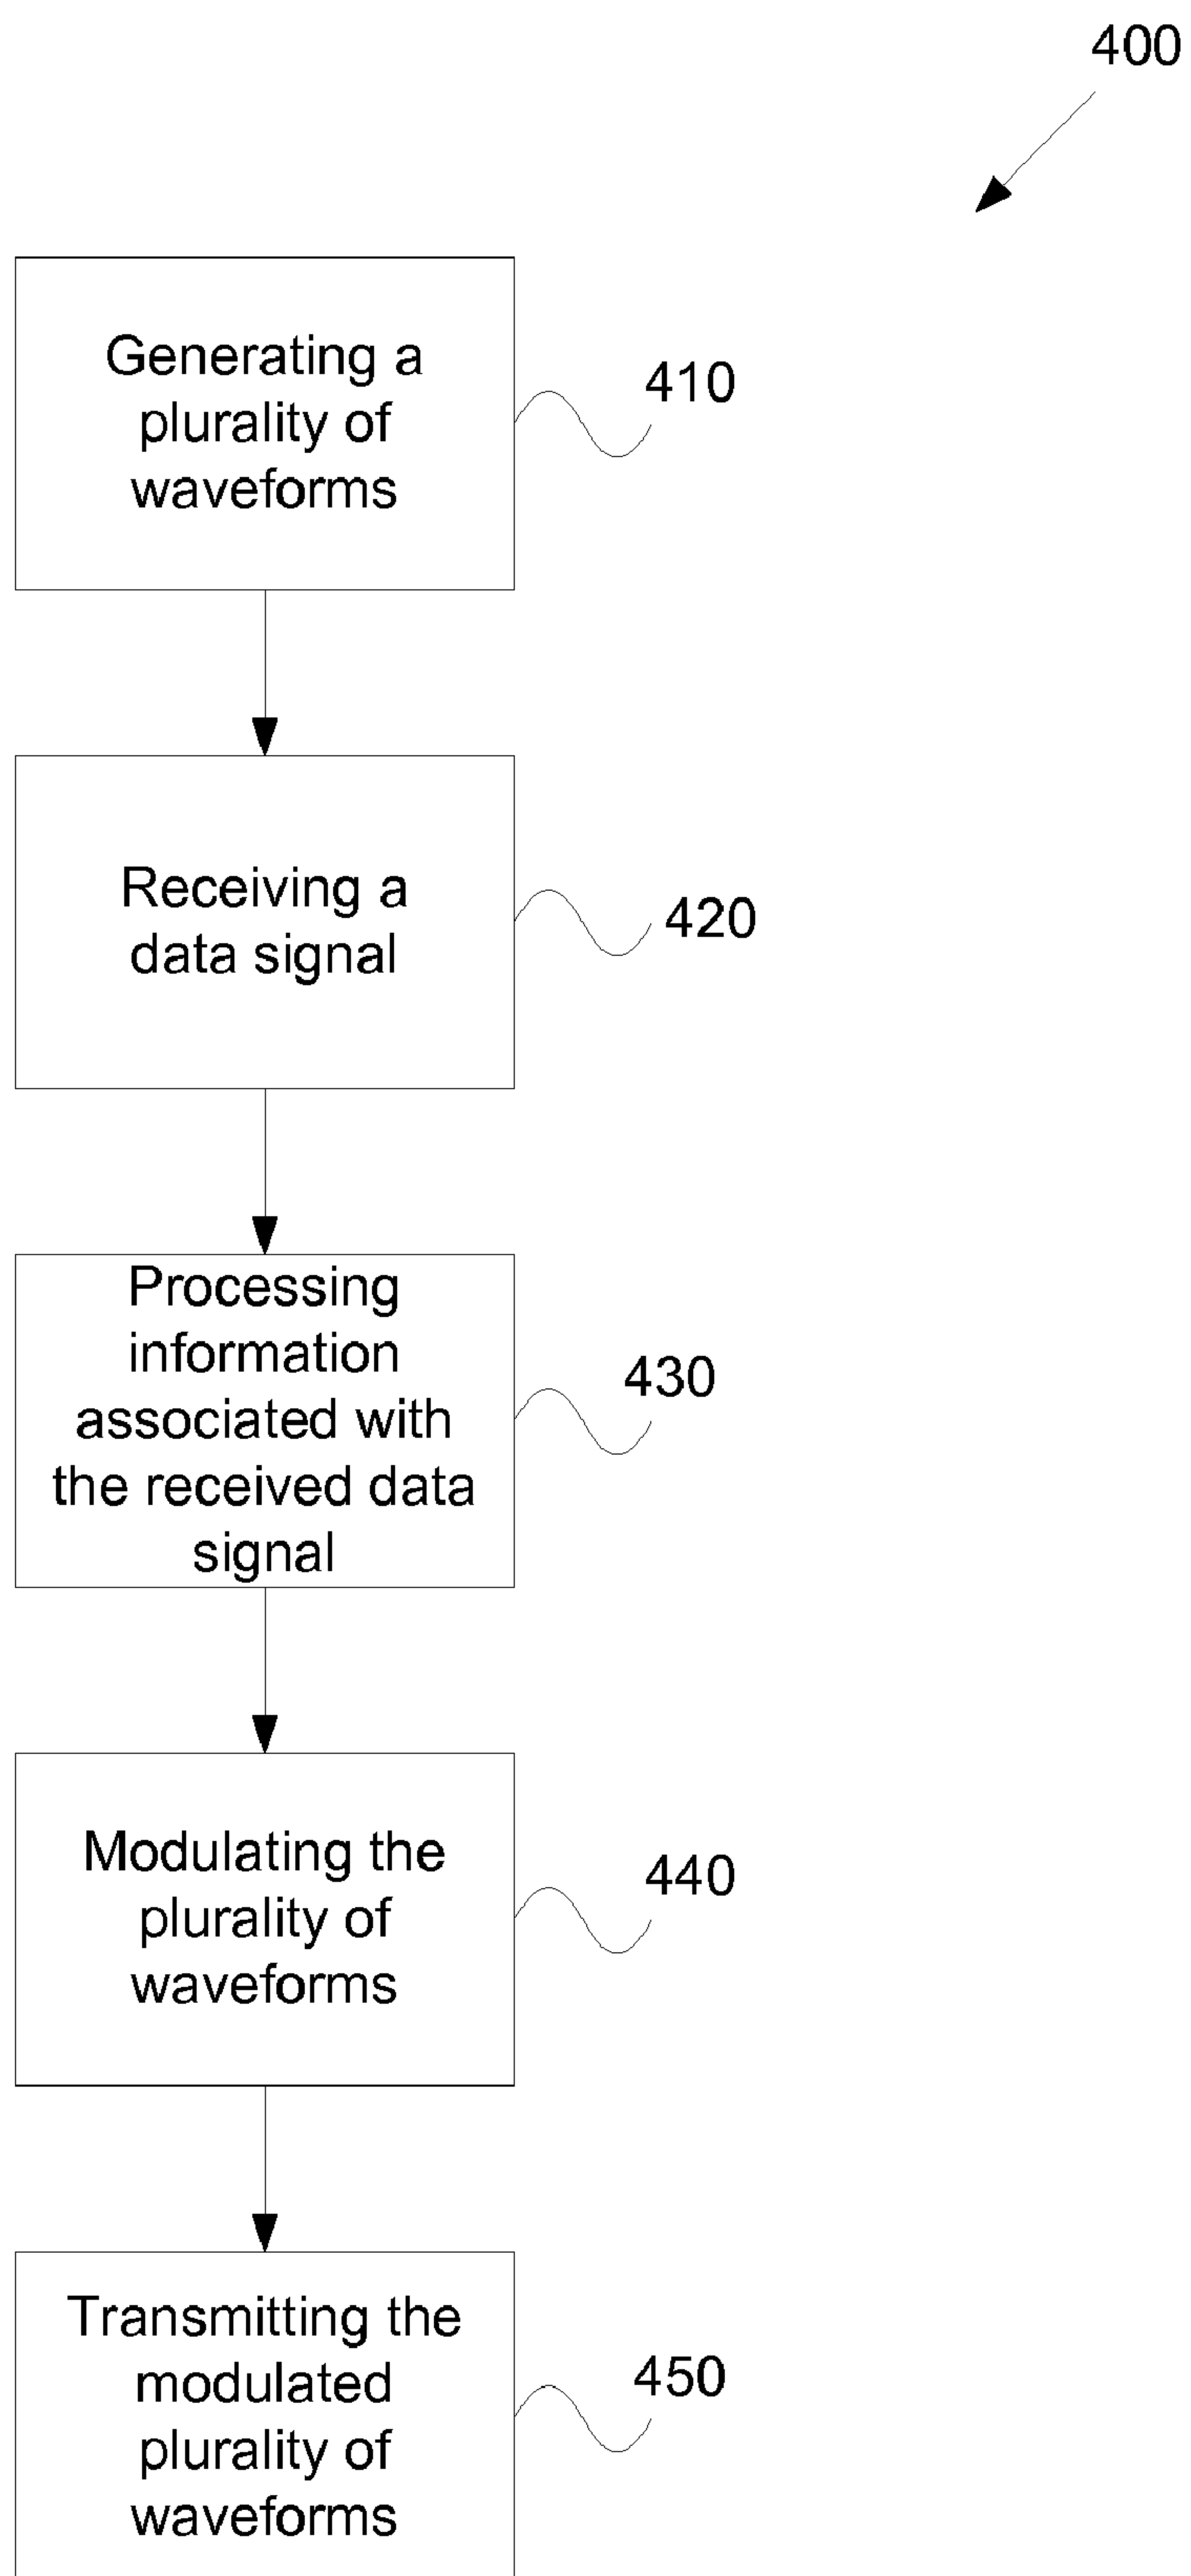 400
Generating a
plurality of
waveforms
410
Receiving a
data signal
420
Processing
information
associated with
the received data
signal
430
Modulating the
plurality of
waveforms
440
Transmitting the
modulated
plurality of
waveforms
450